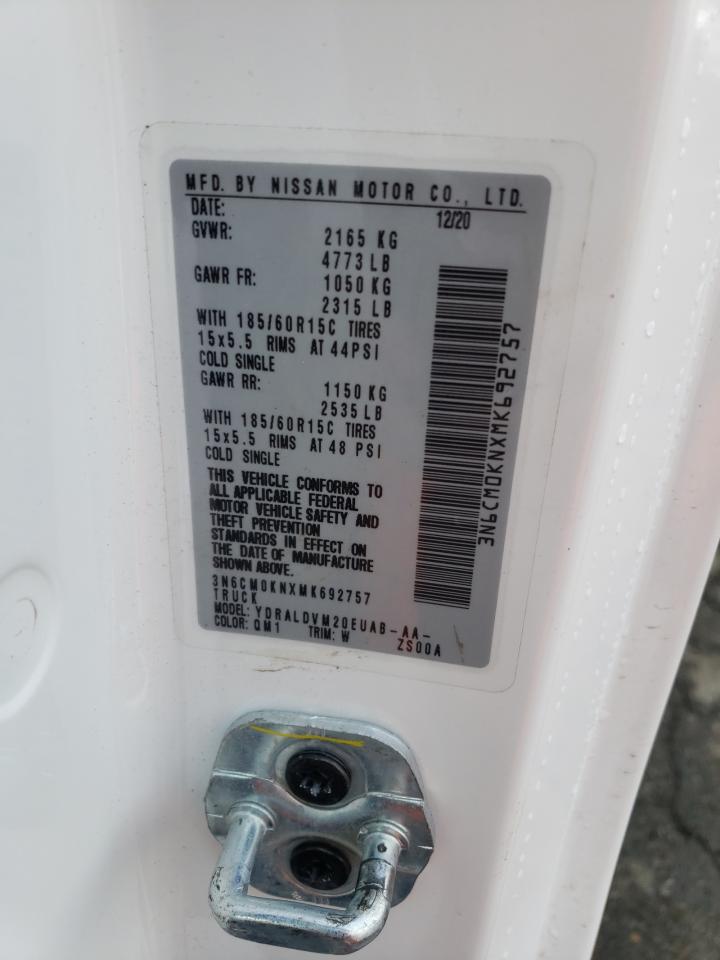 MFD. BY NISSAN MOTOR CO., LTD.
DATE: 12/20
GVWR: 2165 KG
4773 LB
GAWR FR: 1050 KG
2315 LB
WITH 185/60R15C TIRES
15x5.5 RIMS AT 44PSI
COLD SINGLE
GAWR RR: 1150 KG
2535 LB
WITH 185/60R15C TIRES
15x5.5 RIMS AT 48 PSI
COLD SINGLE
THIS VEHICLE CONFORMS TO
ALL APPLICABLE FEDERAL
MOTOR VEHICLE SAFETY AND
THEFT PREVENTION
STANDARDS IN EFFECT ON
THE DATE OF MANUFACTURE
SHOWN ABOVE.
3N6CM0KNXMK692757
TRUCK
MODEL: YDRALDVM20EUAB-AA-
ZS00A
COLOR: QM1 TRIM: W
3N6CM0KNXMK692757